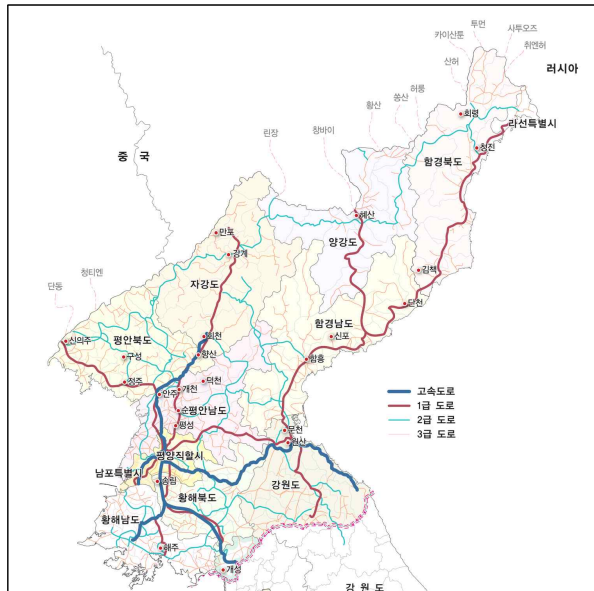 투먼
카이산툰
사투오즈
취엔허
산허
러시아
허룽
쑹산
황산
회령
라선특별시
창바이
린장
청진
중 국
함경북도
혜산
만포
양강도
강계
김책
청티엔
자강도
단동
단천
함경남도
희천
평안북도
신포
신의주
향산
구성
함흥
덕천
정주
개천
안주
고속도로
1급 도로
2급 도로
3급 도로
순평안남도
평성
문천
원산
평양직할시
남포특별시
송림
강원도
황해북도
황해남도
해주
개성
강 원 도